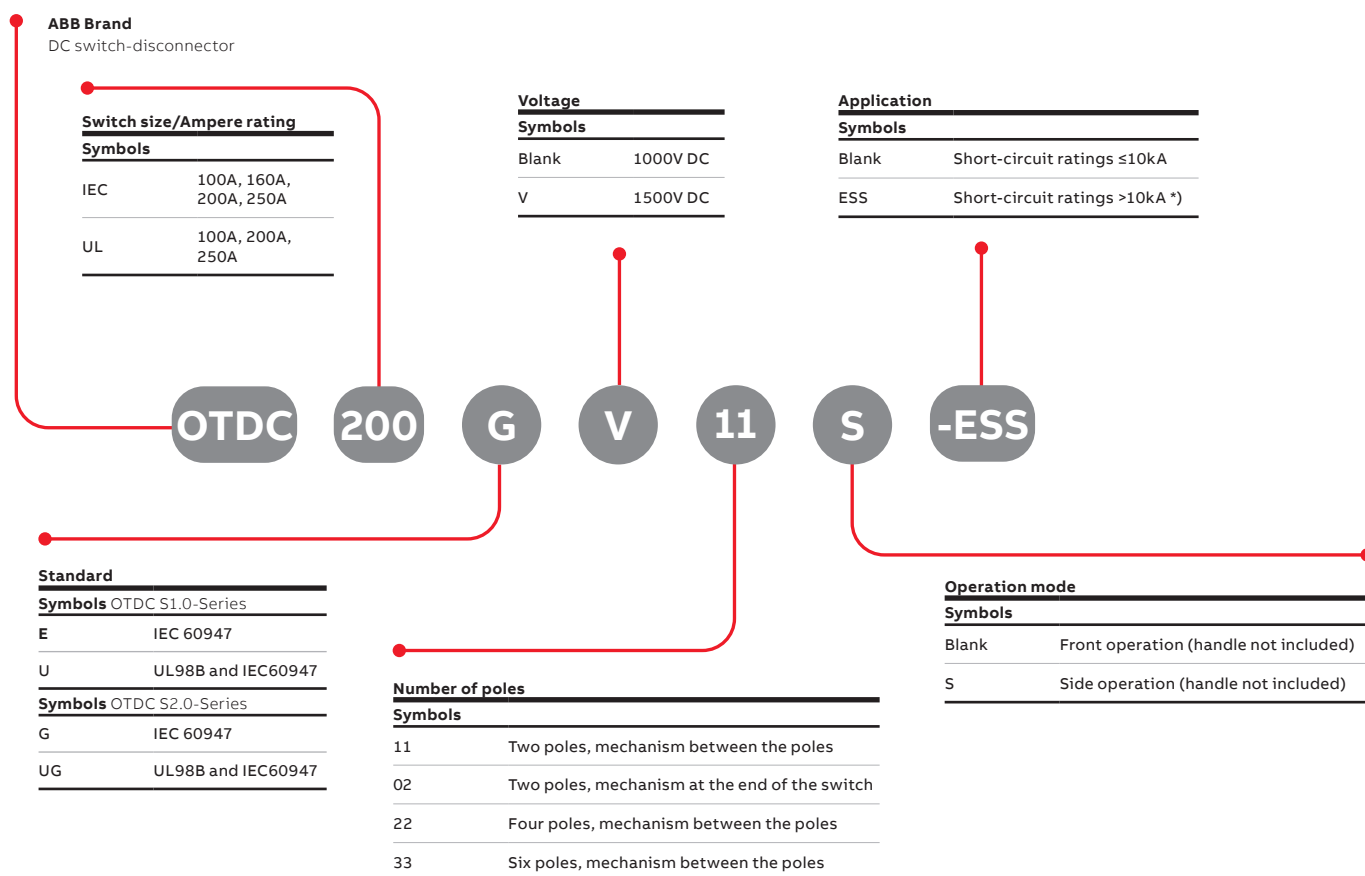 ABB Brand
DC switch-disconnector
Switch size/Ampere rating
Symbols
IEC 100A, 160A,
200A, 250A
UL 100A, 200A,
250A
Voltage
Symbols
Blank 1000V DC
V 1500V DC
Application
Symbols
Blank Short-circuit ratings ≤10kA
ESS Short-circuit ratings >10kA *)
OTDC 200 G V 11 S -ESS
Standard
Symbols OTDC S1.0-Series
E IEC 60947
U UL98B and IEC60947
Symbols OTDC S2.0-Series
G IEC 60947
UG UL98B and IEC60947
Number of poles
Symbols
11 Two poles, mechanism between the poles
02 Two poles, mechanism at the end of the switch
22 Four poles, mechanism between the poles
33 Six poles, mechanism between the poles
Operation mode
Symbols
Blank Front operation (handle not included)
S Side operation (handle not included)